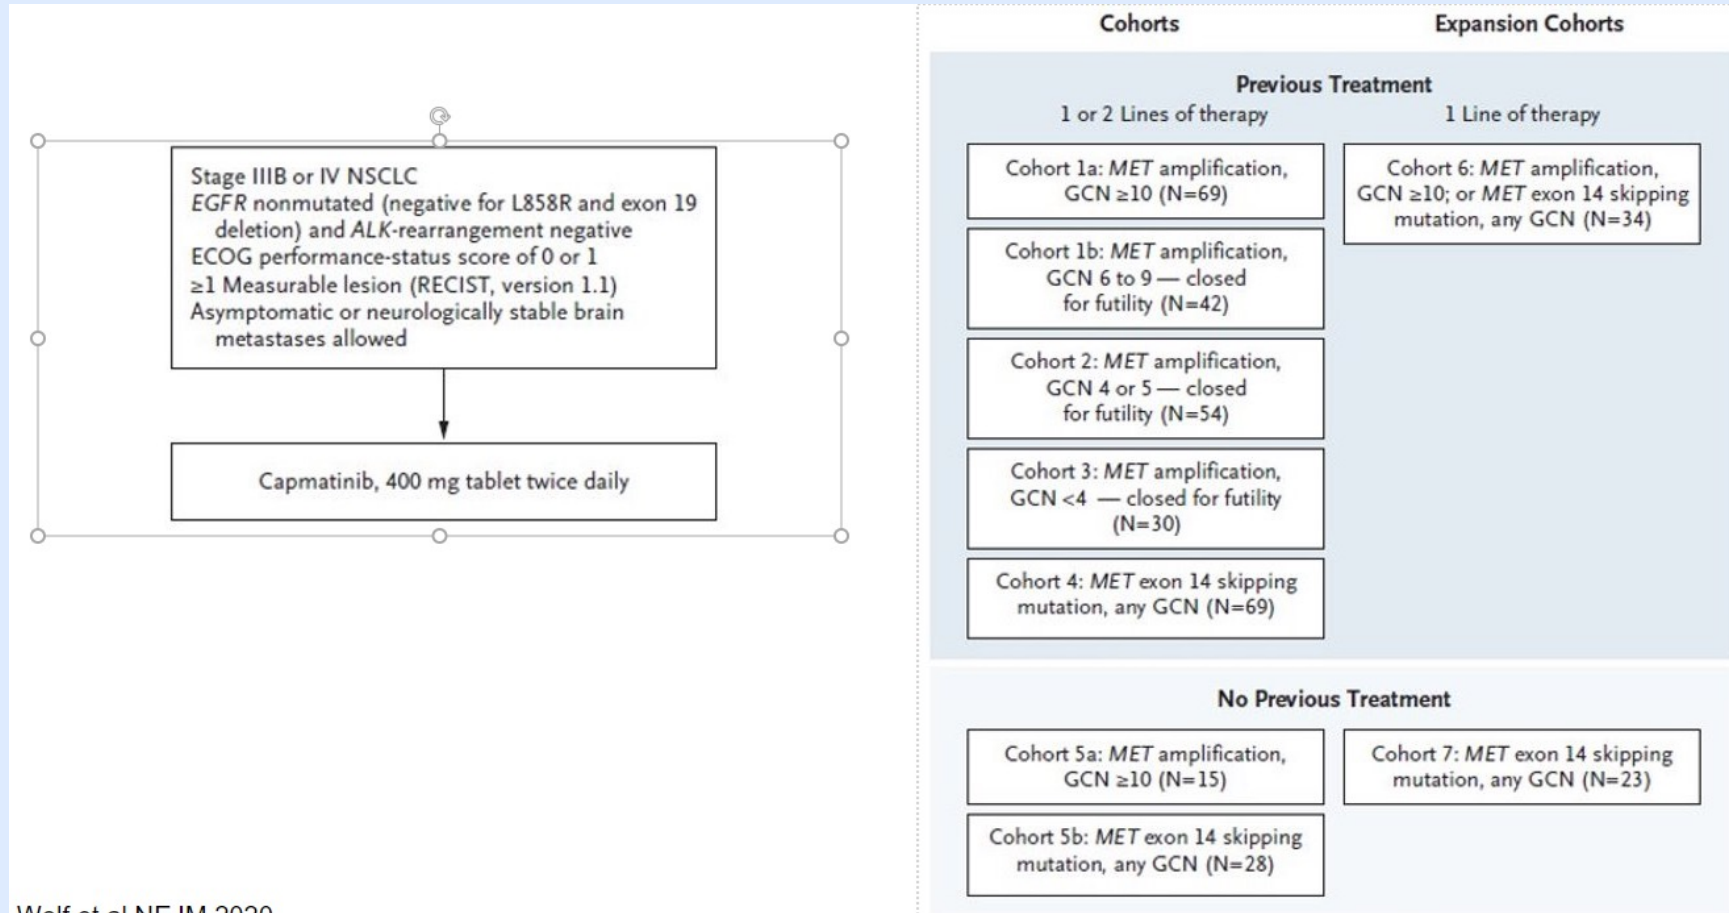 Stage IIIB or IV NSCLC
EGFR nonmutated (negative for L858R and exon 19
deletion) and ALK-rearrangement negative
ECOG performance-status score of 0 or 1
≥1 Measurable lesion (RECIST, version 1.1)
Asymptomatic or neurologically stable brain
metastases allowed
Capmatinib, 400 mg tablet twice daily
Cohorts
Expansion Cohorts
Previous Treatment
1 or 2 Lines of therapy
1 Line of therapy
Cohort 1a: MET amplification,
GCN ≥10 (N=69)
Cohort 6: MET amplification,
GCN ≥10; or MET exon 14 skipping
mutation, any GCN (N=34)
Cohort 1b: MET amplification,
GCN 6 to 9 — closed
for futility (N=42)
Cohort 2: MET amplification,
GCN 4 or 5 — closed
for futility (N=54)
Cohort 3: MET amplification,
GCN <4 — closed for futility
(N=30)
Cohort 4: MET exon 14 skipping
mutation, any GCN (N=69)
No Previous Treatment
Cohort 5a: MET amplification,
GCN ≥10 (N=15)
Cohort 7: MET exon 14 skipping
mutation, any GCN (N=23)
Cohort 5b: MET exon 14 skipping
mutation, any GCN (N=28)
Wolf et al NEJM 2020